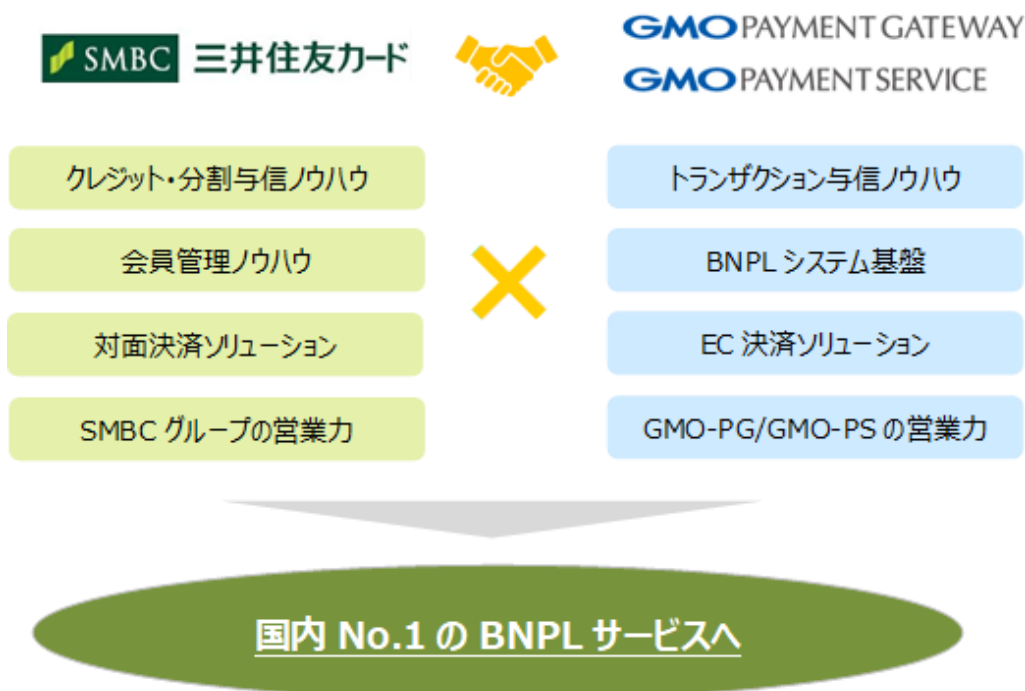 SMBC 三井住友カード
GMO PAYMENT GATEWAY
GMO PAYMENT SERVICE
クレジット・分割与信ノウハウ
会員管理ノウハウ
対面決済ソリューション
SMBC グループの営業力
トランザクション与信ノウハウ
BNPL システム基盤
EC 決済ソリューション
GMO-PG/GMO-PS の営業力
国内 No.1 の BNPL サービスへ